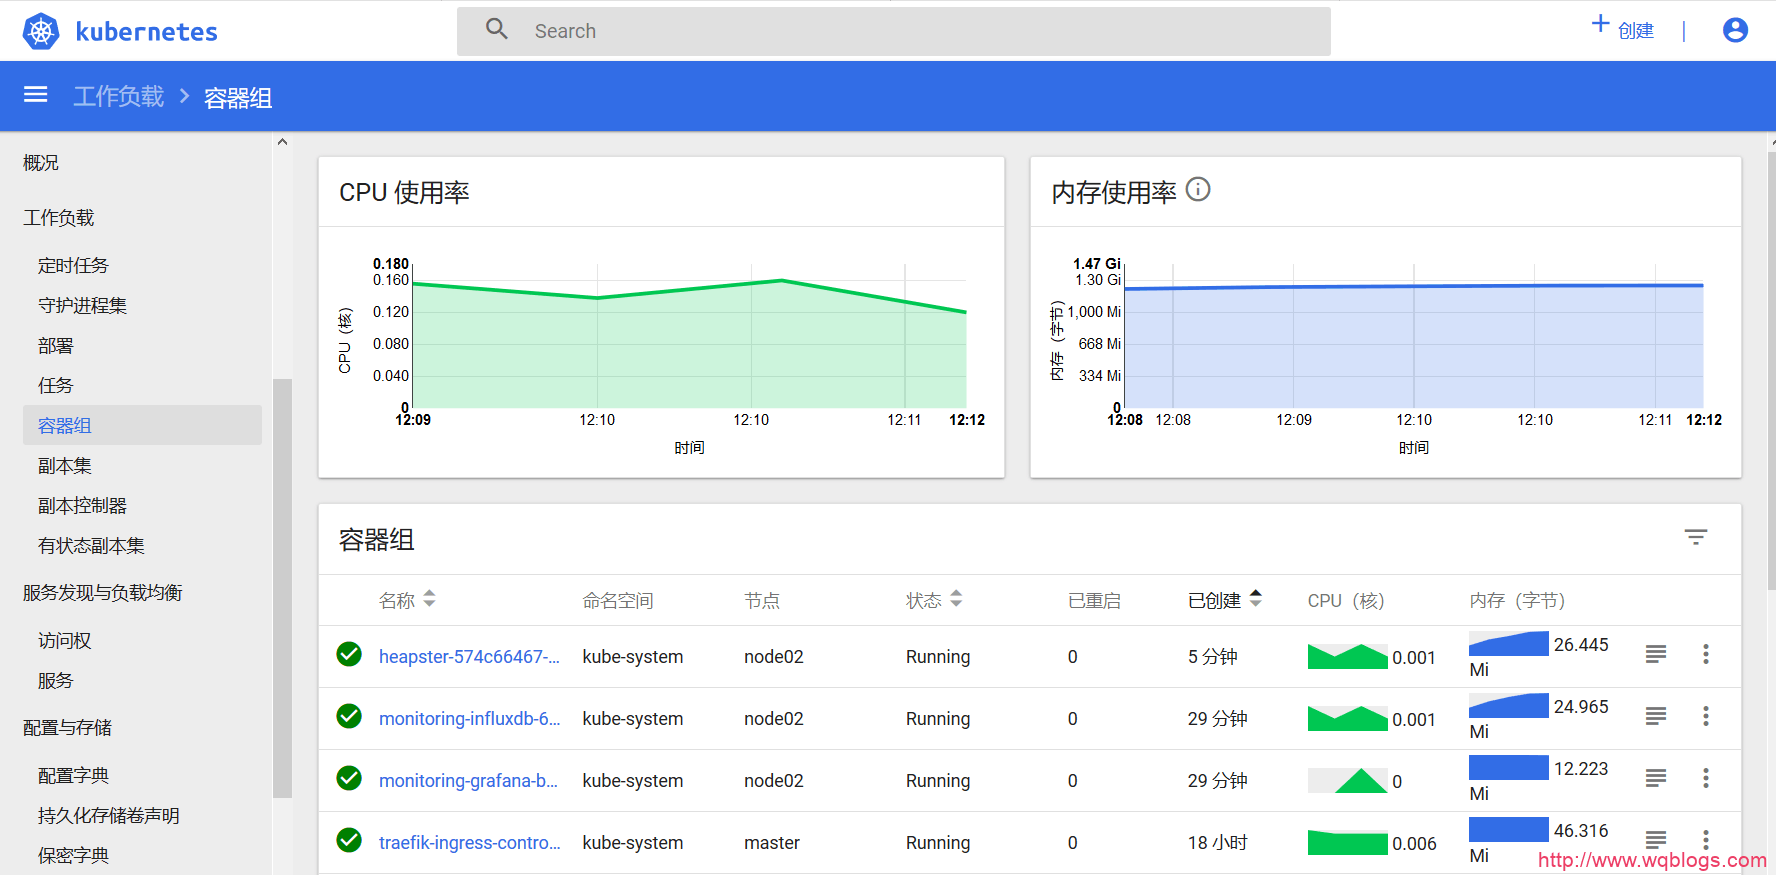 kubernetes
Search
创建
工作负载 > 容器组
概况
工作负载
定时任务
守护进程集
部署
任务
容器组
副本集
副本控制器
有状态副本集
服务发现与负载均衡
访问权
服务
配置与存储
配置字典
持久化存储卷声明
保密字典
CPU 使用率
CPU（核）
0.180
0.160
0.120
0.080
0.040
0
12:09 12:10 12:10 12:11 12:12
时间
内存使用率
内存（字节）
1.47 Gi
1.30 Gi
1,000 Mi
668 Mi
334 Mi
0
12:08 12:08 12:09 12:10 12:10 12:11 12:12
时间
容器组
名称 命名空间 节点 状态 已重启 已创建 CPU（核） 内存（字节）
heapster-574c66467-... kube-system node02 Running 0 5 分钟 0.001 26.445
Mi
monitoring-influxdb-6... kube-system node02 Running 0 29 分钟 0.001 24.965
Mi
monitoring-grafana-b... kube-system node02 Running 0 29 分钟 0 12.223
Mi
traefik-ingress-contro... kube-system master Running 0 18 小时 0.006 46.316
Mi
http://www.wqblogs.com